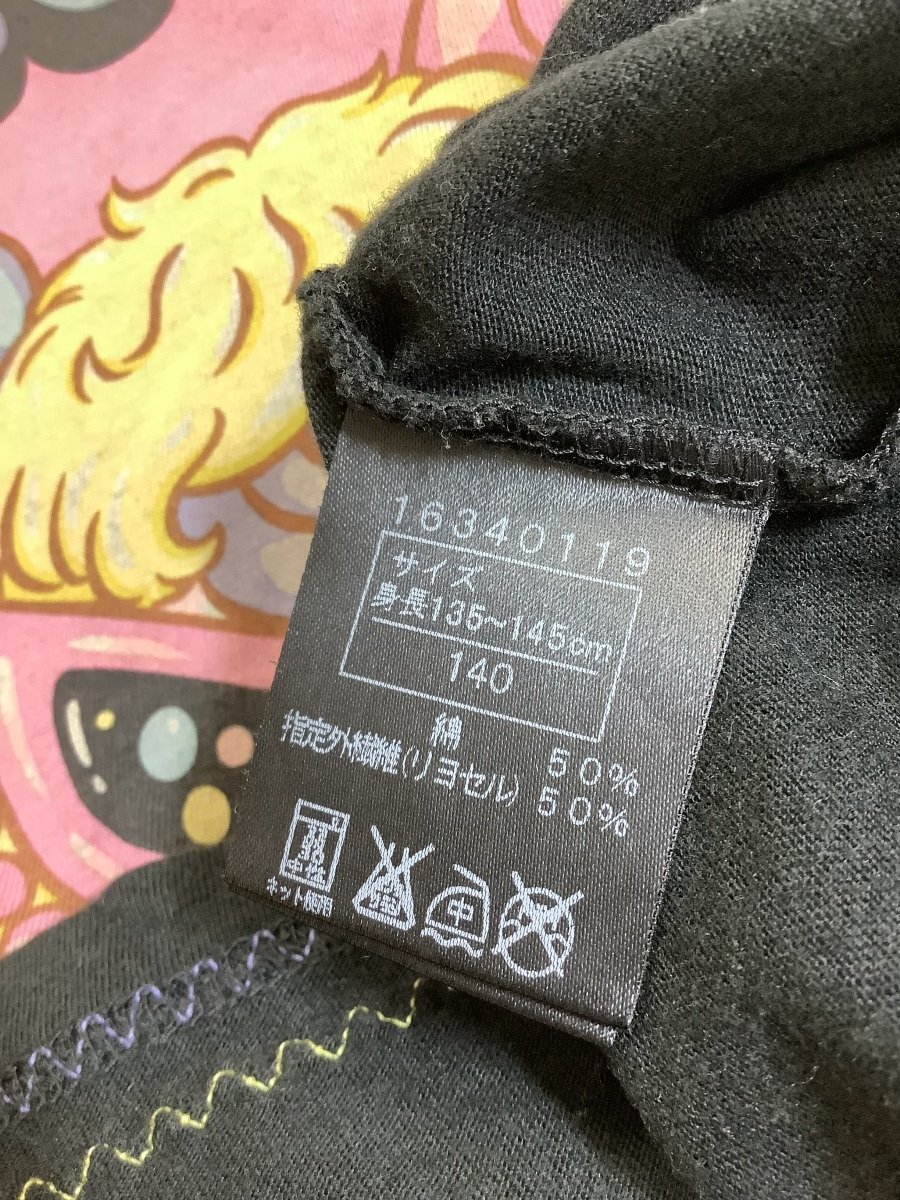 16340119
サイズ
身長135~145cm
140
綿 50%
指定外繊維(リヨセル) 50%
中
ネット使用